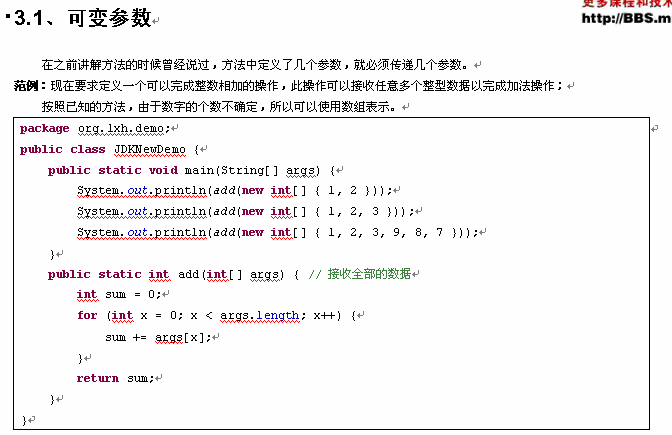 更多课程和技
http://BBS.m
3.1、可变参数
在之前讲解方法的时候曾经说过，方法中定义了几个参数，就必须传递几个参数。
范例：现在要求定义一个可以完成整数相加的操作，此操作可以接收任意多个整型数据以完成加法操作；
按照已知的方法，由于数字的个数不确定，所以可以使用数组表示。
package org.lxh.demo;
public class JDKNewDemo {
public static void main(String[] args) {
System.out.println(add(new int[] { 1, 2 }));
System.out.println(add(new int[] { 1, 2, 3 }));
System.out.println(add(new int[] { 1, 2, 3, 9, 8, 7 }));
}
public static int add(int[] args) { // 接收全部的数据
int sum = 0;
for (int x = 0; x < args.length; x++) {
sum += args[x];
}
return sum;
}
}